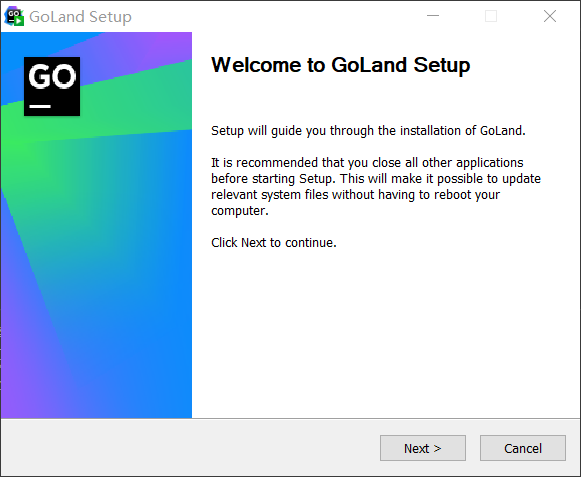 GoLand Setup
GO
Welcome to GoLand Setup
Setup will guide you through the installation of GoLand.
It is recommended that you close all other applications
before starting Setup. This will make it possible to update
relevant system files without having to reboot your
computer.
Click Next to continue.
Next >
Cancel